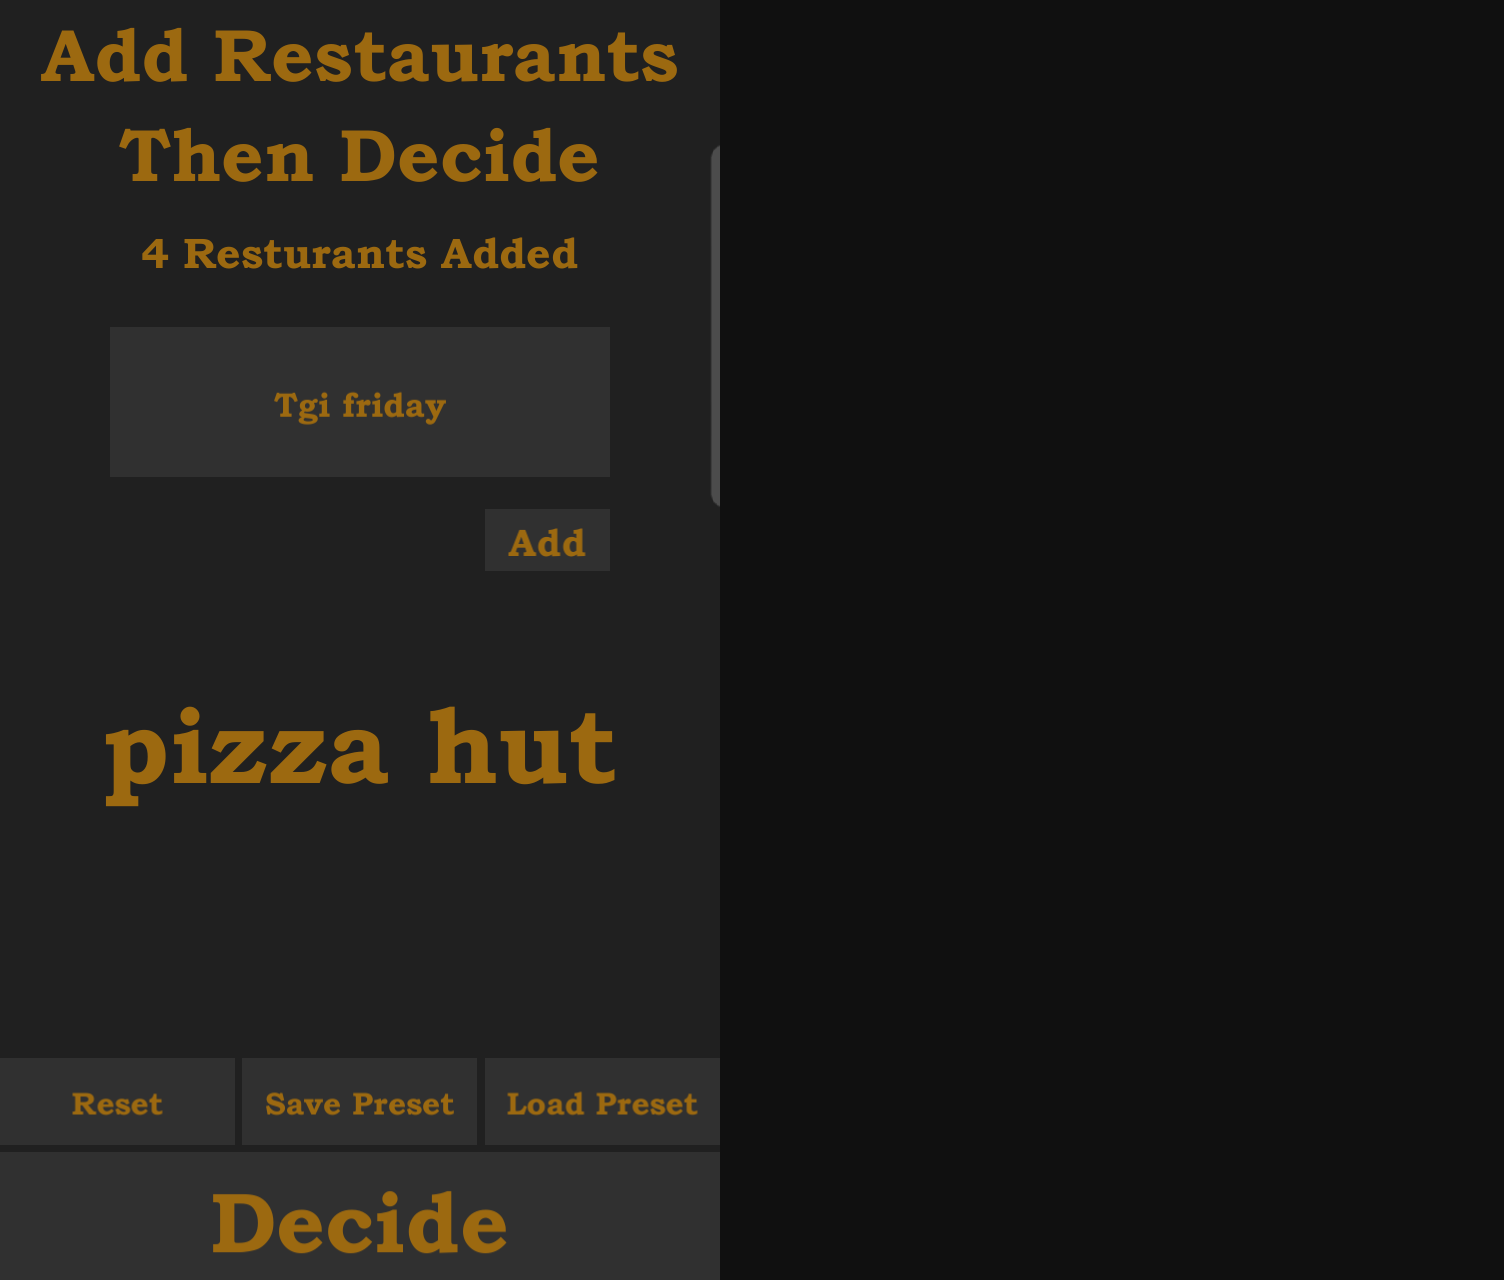 Add Restaurants
Then Decide
4 Resturants Added
Tgi friday
Add
pizza hut
Reset
Save Preset
Load Preset
Decide